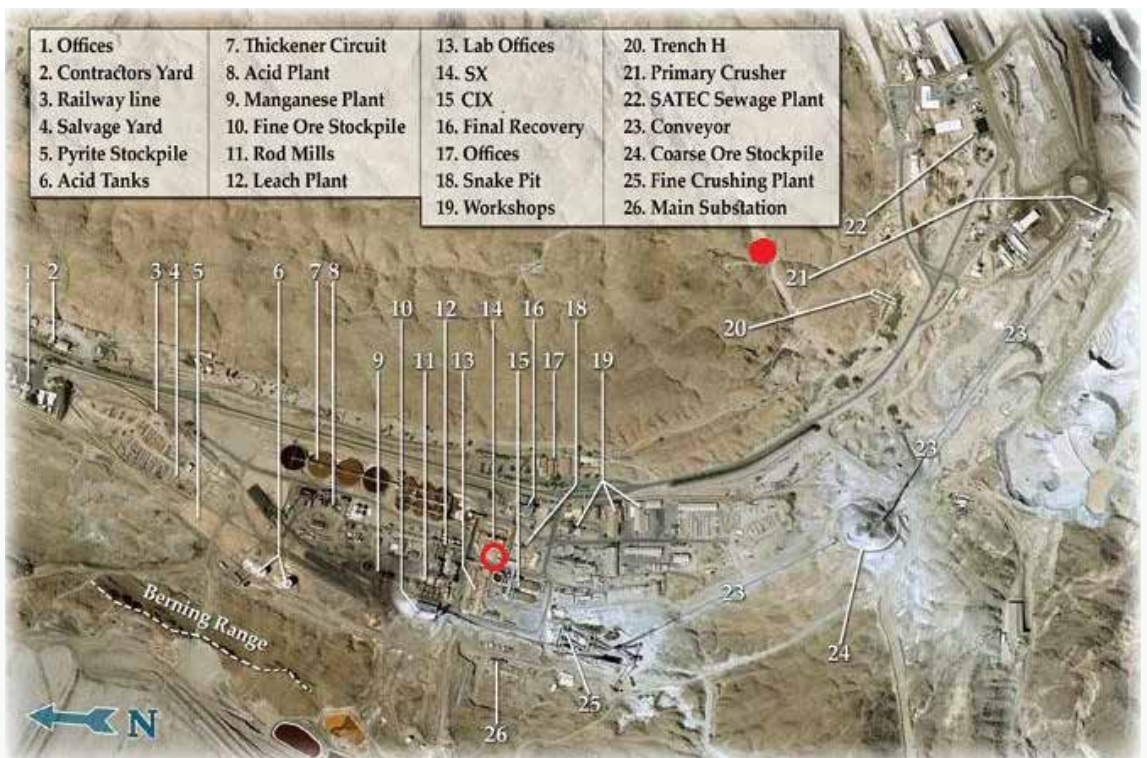 1. Offices
2. Contractors Yard
3. Railway line
4. Salvage Yard
5. Pyrite Stockpile
6. Acid Tanks
7. Thickener Circuit
8. Acid Plant
9. Manganese Plant
10. Fine Ore Stockpile
11. Rod Mills
12. Leach Plant
13. Lab Offices
14. SX
15 CIX
16. Final Recovery
17. Offices
18. Snake Pit
19. Workshops
20. Trench H
21. Primary Crusher
22. SATEC Sewage Plant
23. Conveyor
24. Coarse Ore Stockpile
25. Fine Crushing Plant
26. Main Substation
22
21
1 2 3 4 5 6 7 8
20
23
10 12 14 16 18
9 11 13 15 17 19
23
23
Berning Range
24
25
26
N